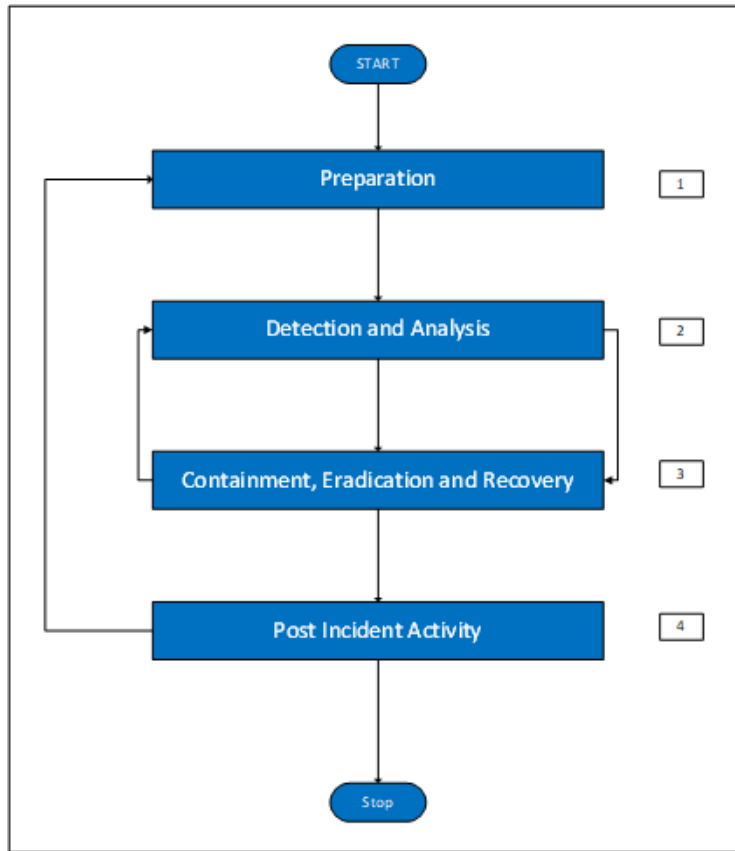 START
Preparation
1
Detection and Analysis
2
Containment, Eradication and Recovery
3
Post Incident Activity
4
Stop